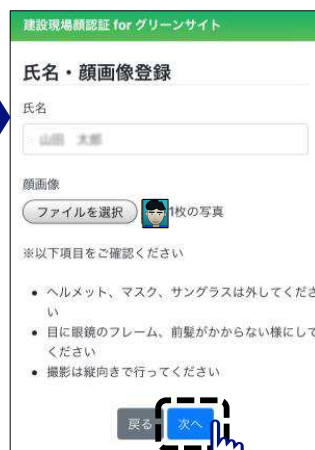 建設現場顔認証 for グリーンサイト
氏名・顔画像登録
氏名
山田 太郎
顔画像
ファイルを選択 1枚の写真
※以下項目をご確認ください
• ヘルメット、マスク、サングラスは外してくださ
い
• 目に眼鏡のフレーム、前髪がかからない様にして
ください
• 撮影は縦向きで行ってください
戻る 次へ